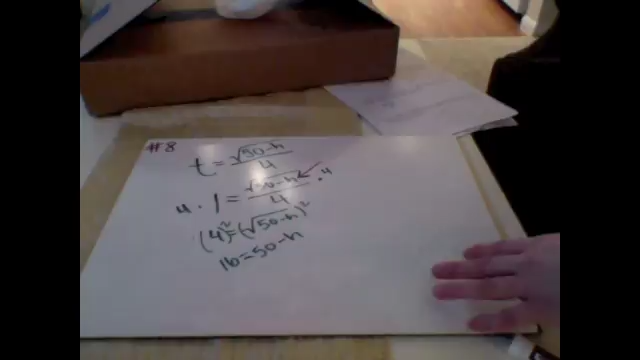 #8
t = √50-h / 4
4 · 1 = √50-h / 4 · 4
(4)² = (√50-h)²
16 = 50-h